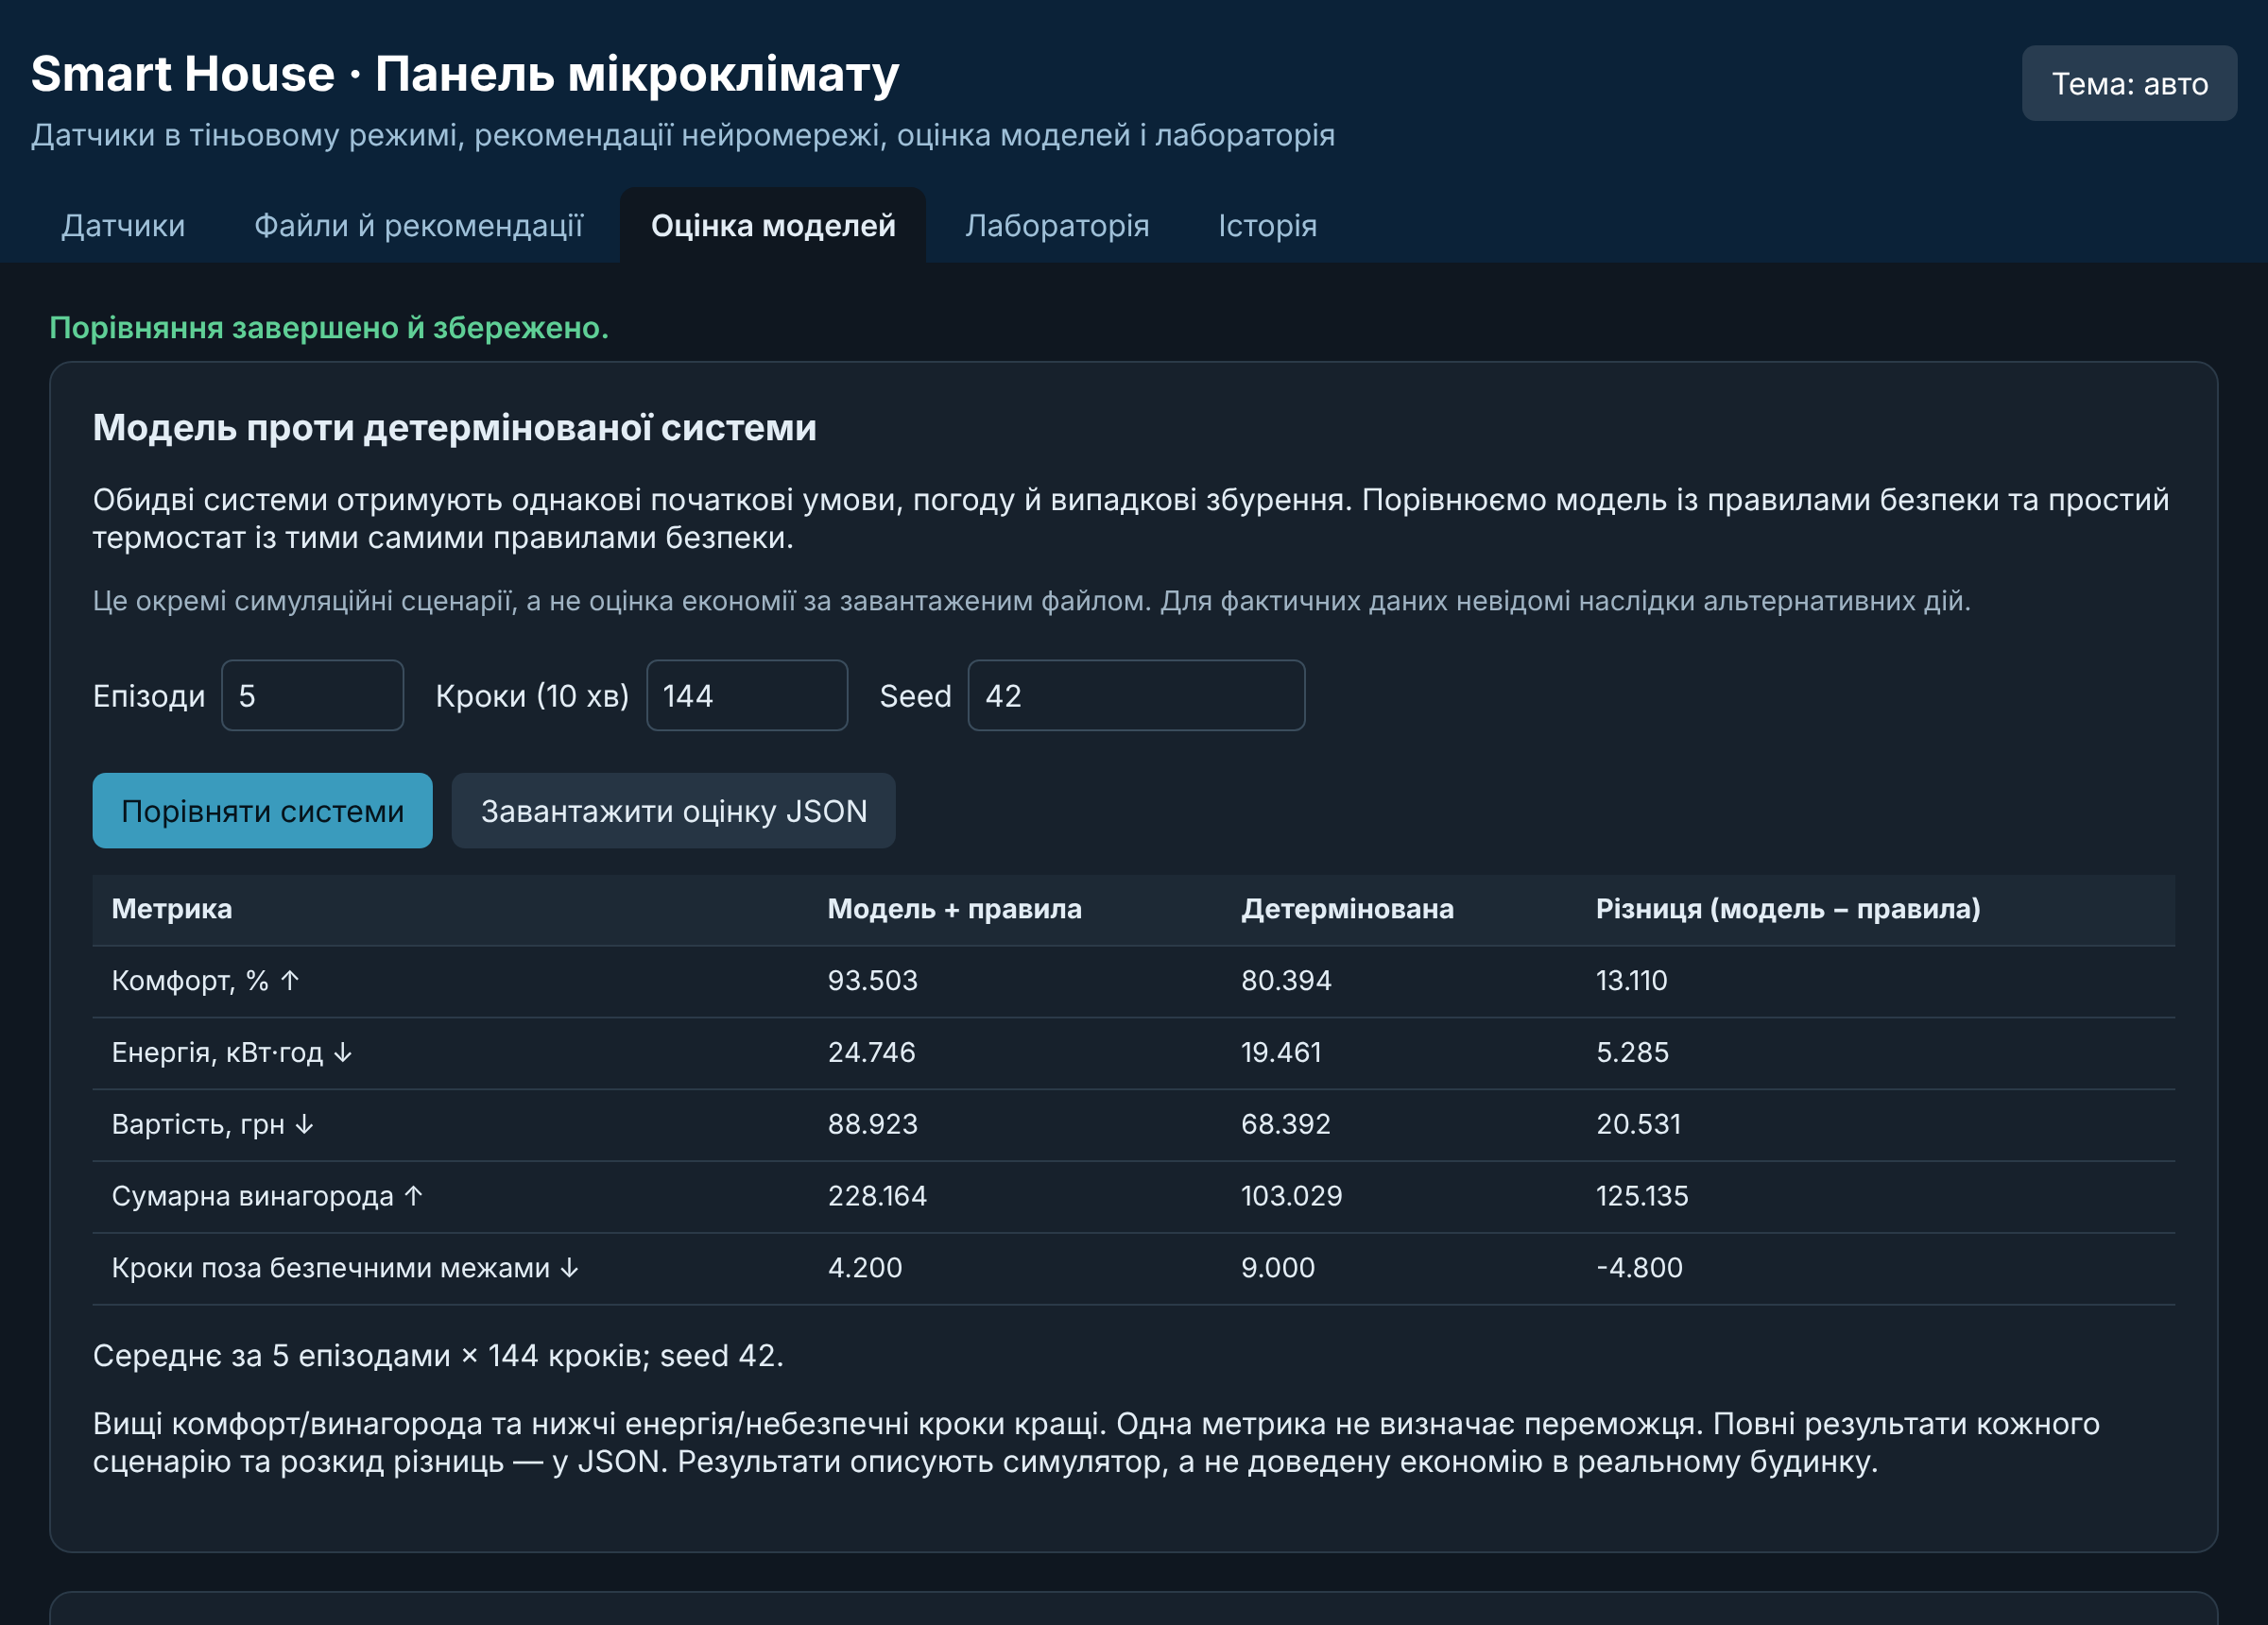 Smart House · Панель мікроклімату
Тема: авто
Датчики в тіньовому режимі, рекомендації нейромережі, оцінка моделей і лабораторія
Датчики Файли й рекомендації Оцінка моделей Лабораторія Історія
Порівняння завершено й збережено.
Модель проти детермінованої системи
Обидві системи отримують однакові початкові умови, погоду й випадкові збурення. Порівнюємо модель із правилами безпеки та простий
термостат із тими самими правилами безпеки.
Це окремі симуляційні сценарії, а не оцінка економії за завантаженим файлом. Для фактичних даних невідомі наслідки альтернативних дій.
Епізоди 5 Кроки (10 хв) 144 Seed 42
Порівняти системи Завантажити оцінку JSON
Метрика Модель + правила Детермінована Різниця (модель − правила)
Комфорт, % ↑ 93.503 80.394 13.110
Енергія, кВт·год ↓ 24.746 19.461 5.285
Вартість, грн ↓ 88.923 68.392 20.531
Сумарна винагорода ↑ 228.164 103.029 125.135
Кроки поза безпечними межами ↓ 4.200 9.000 -4.800
Середнє за 5 епізодами × 144 кроків; seed 42.
Вищі комфорт/винагорода та нижчі енергія/небезпечні кроки кращі. Одна метрика не визначає переможця. Повні результати кожного
сценарію та розкид різниць — у JSON. Результати описують симулятор, а не доведену економію в реальному будинку.